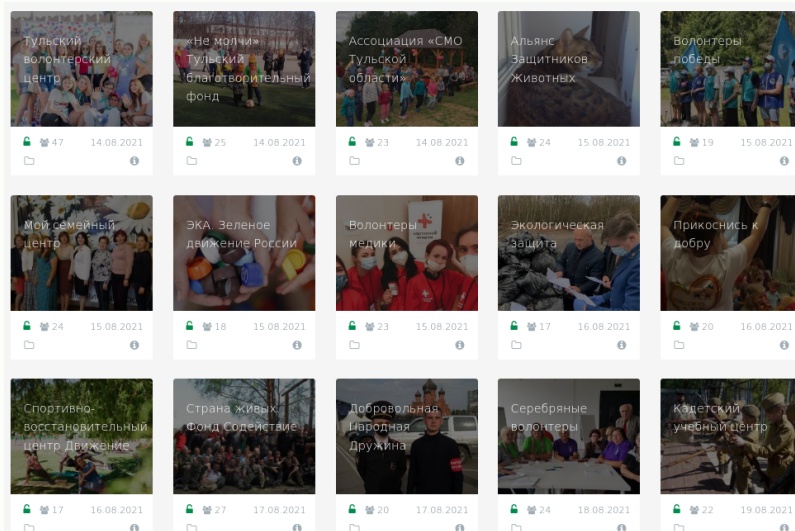 Тульский
волонтерский
центр
47 14.08.2021
«Не молчи»
Тульский
благотворительный
фонд
25 14.08.2021
Ассоциация «СМО
Тульской
области»
23 14.08.2021
Альянс
Защитников
Животных
24 15.08.2021
Волонтеры
победы
19 15.08.2021
Мой семейный
центр
24 15.08.2021
ЭКА. Зеленое
движение России
18 15.08.2021
Волонтеры
медики
23 15.08.2021
Экологическая
защита
17 16.08.2021
Прикоснись к
добру
20 16.08.2021
Спортивно-
восстановительный
центр Движение
17 16.08.2021
Страна живых.
Фонд Содействие
27 17.08.2021
Добровольная
Народная
Дружина
20 17.08.2021
Серебряные
волонтеры
24 18.08.2021
Кадетский
учебный центр
22 19.08.2021